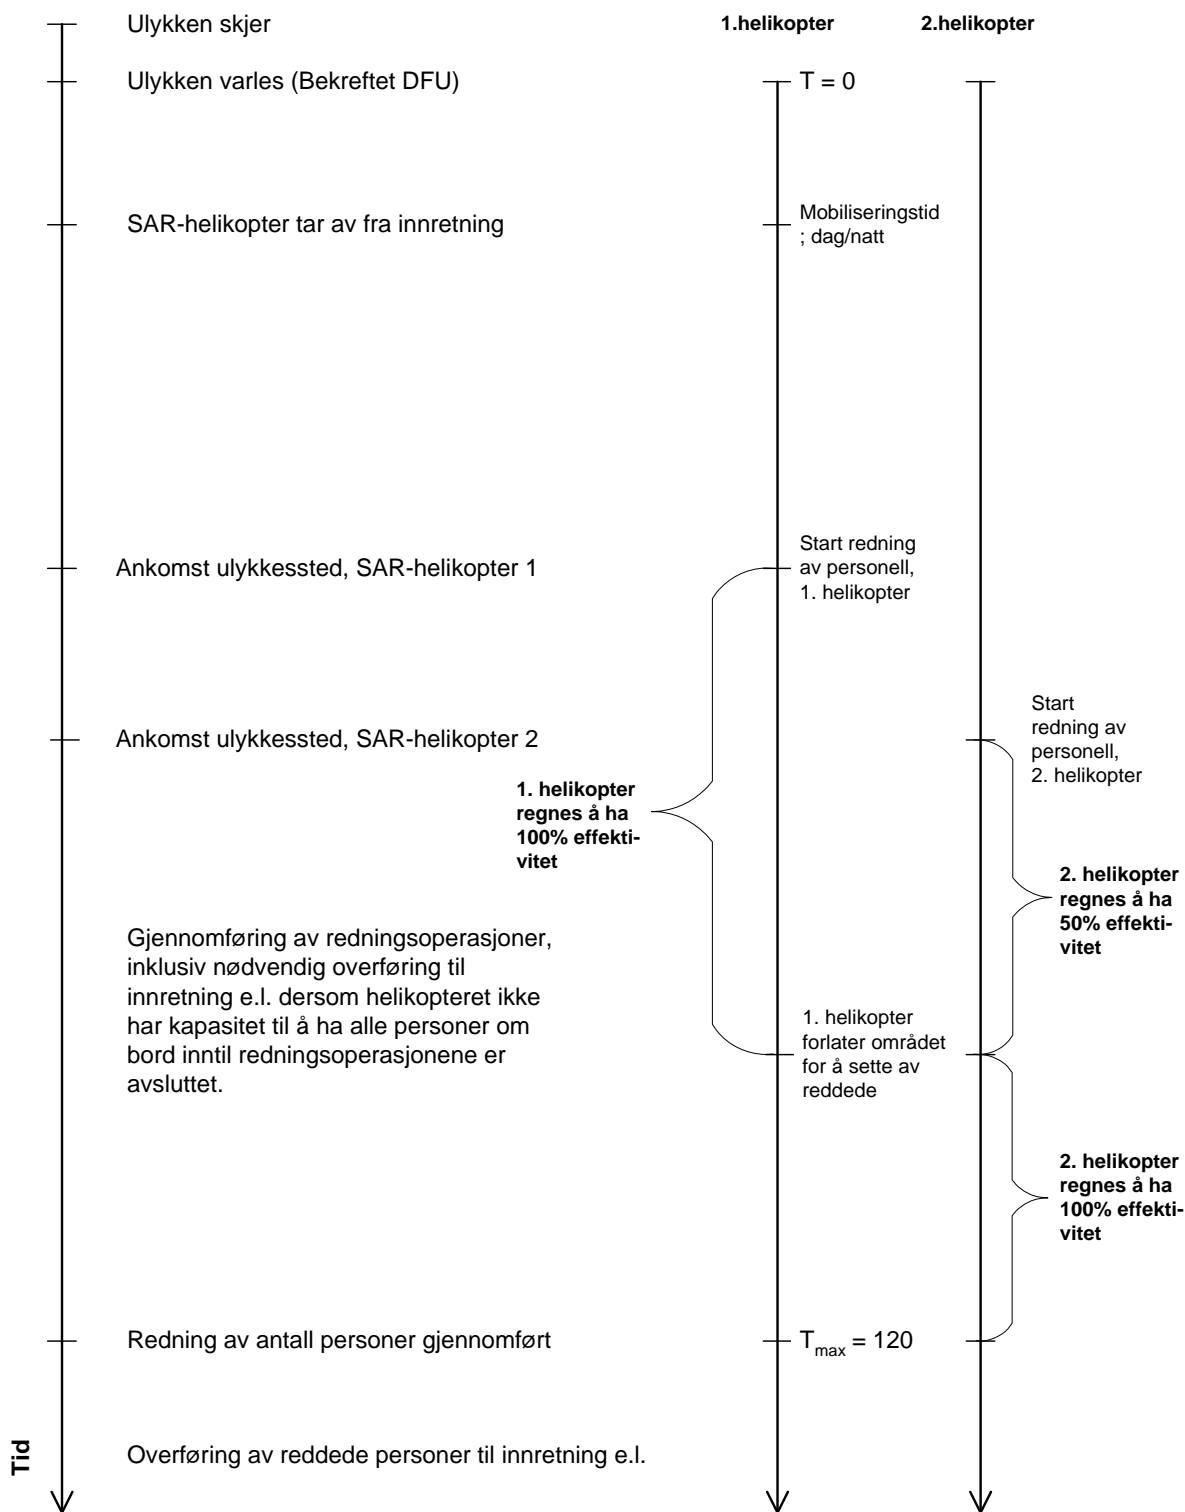 Ulykken skjer
1.helikopter
2.helikopter
Ulykken varles (Bekreftet DFU)
T = 0
SAR-helikopter tar av fra innretning
Mobiliseringstid
; dag/natt
Ankomst ulykkessted, SAR-helikopter 1
Start redning
av personell,
1. helikopter
Ankomst ulykkessted, SAR-helikopter 2
Start
redning av
personell,
2. helikopter
1. helikopter
regnes å ha
100% effekti-
vitet
2. helikopter
regnes å ha
50% effekti-
vitet
Gjennomføring av redningsoperasjoner,
inklusiv nødvendig overføring til
innretning e.l. dersom helikopteret ikke
har kapasitet til å ha alle personer om
bord inntil redningsoperasjonene er
avsluttet.
1. helikopter
forlater området
for å sette av
reddede
2. helikopter
regnes å ha
100% effekti-
vitet
Redning av antall personer gjennomført
Tmax = 120
Tid
Overføring av reddede personer til innretning e.l.